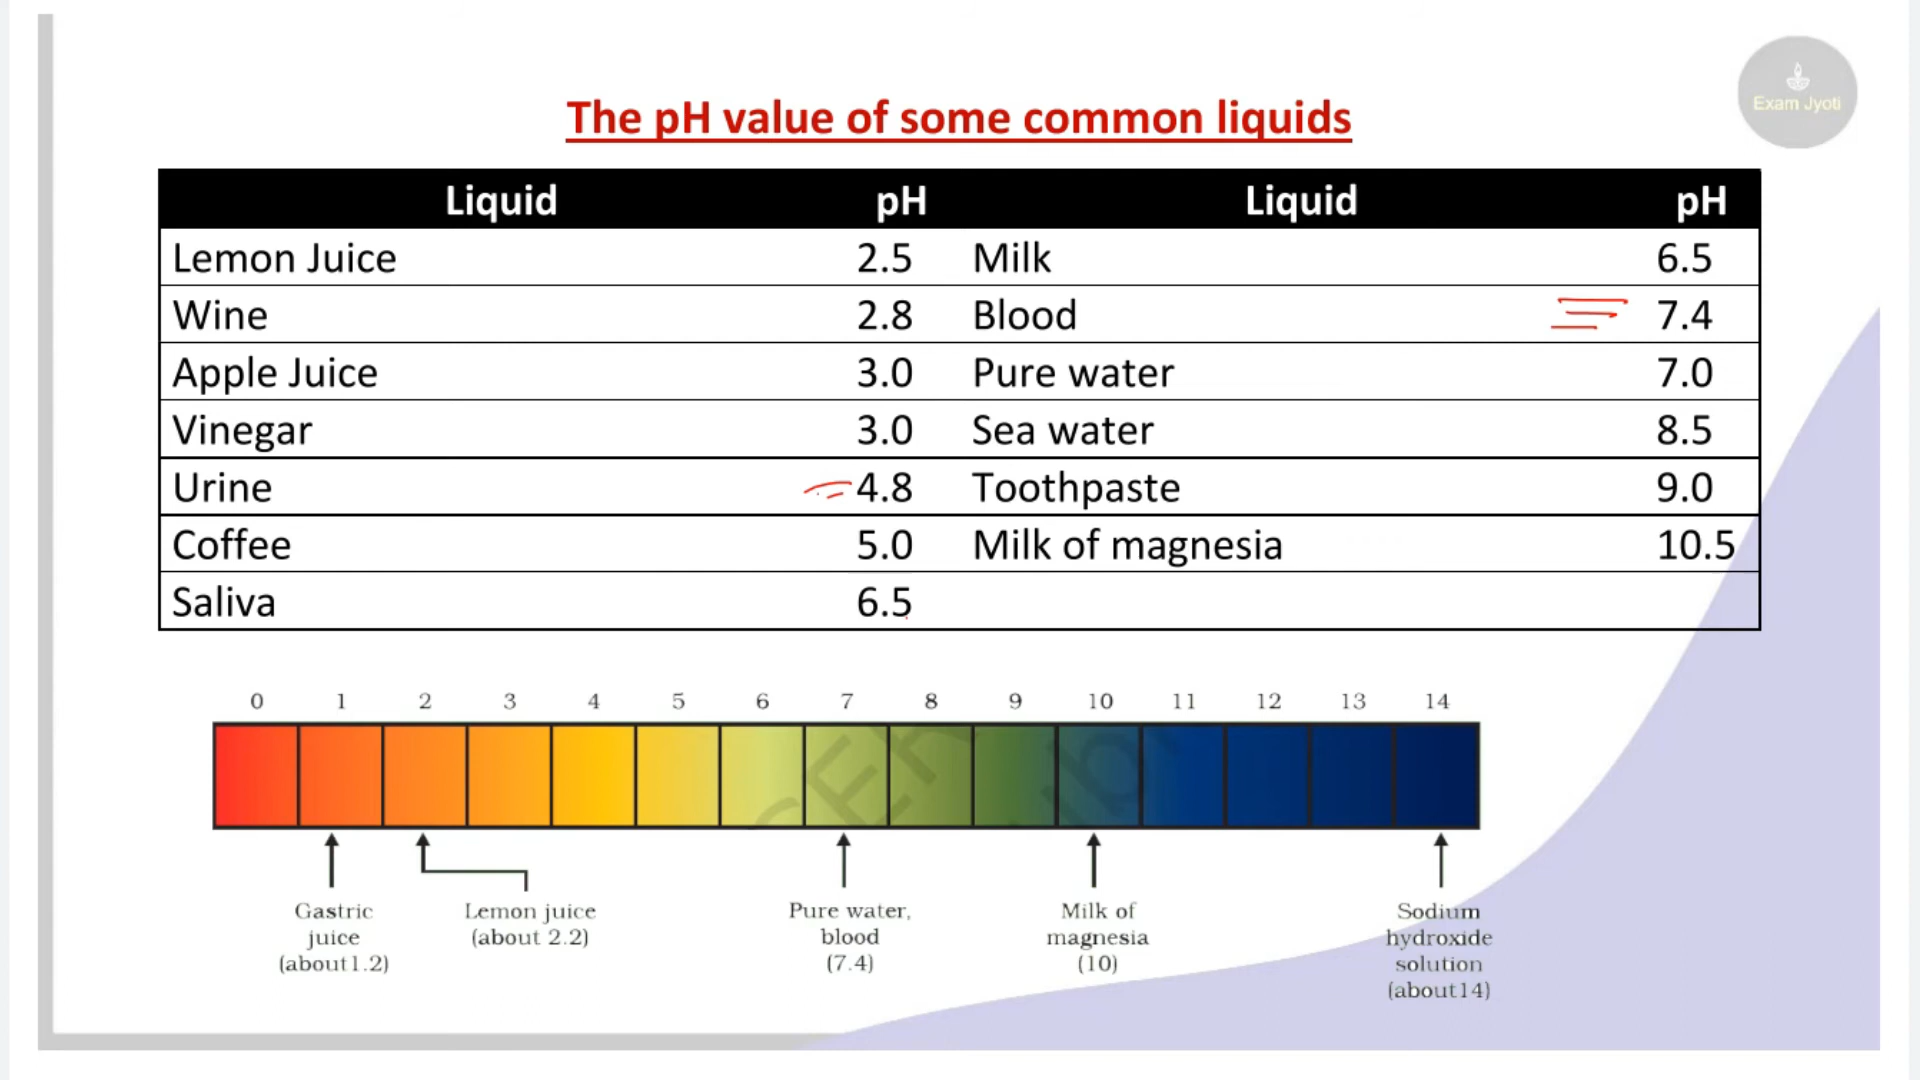 Exam Jyoti
The pH value of some common liquids
Liquid pH Liquid pH
Lemon Juice 2.5 Milk 6.5
Wine 2.8 Blood 7.4
Apple Juice 3.0 Pure water 7.0
Vinegar 3.0 Sea water 8.5
Urine 4.8 Toothpaste 9.0
Coffee 5.0 Milk of magnesia 10.5
Saliva 6.5
0 1 2 3 4 5 6 7 8 9 10 11 12 13 14
Gastric
juice
(about1.2)
Lemon juice
(about 2.2)
Pure water,
blood
(7.4)
Milk of
magnesia
(10)
Sodium
hydroxide
solution
(about14)